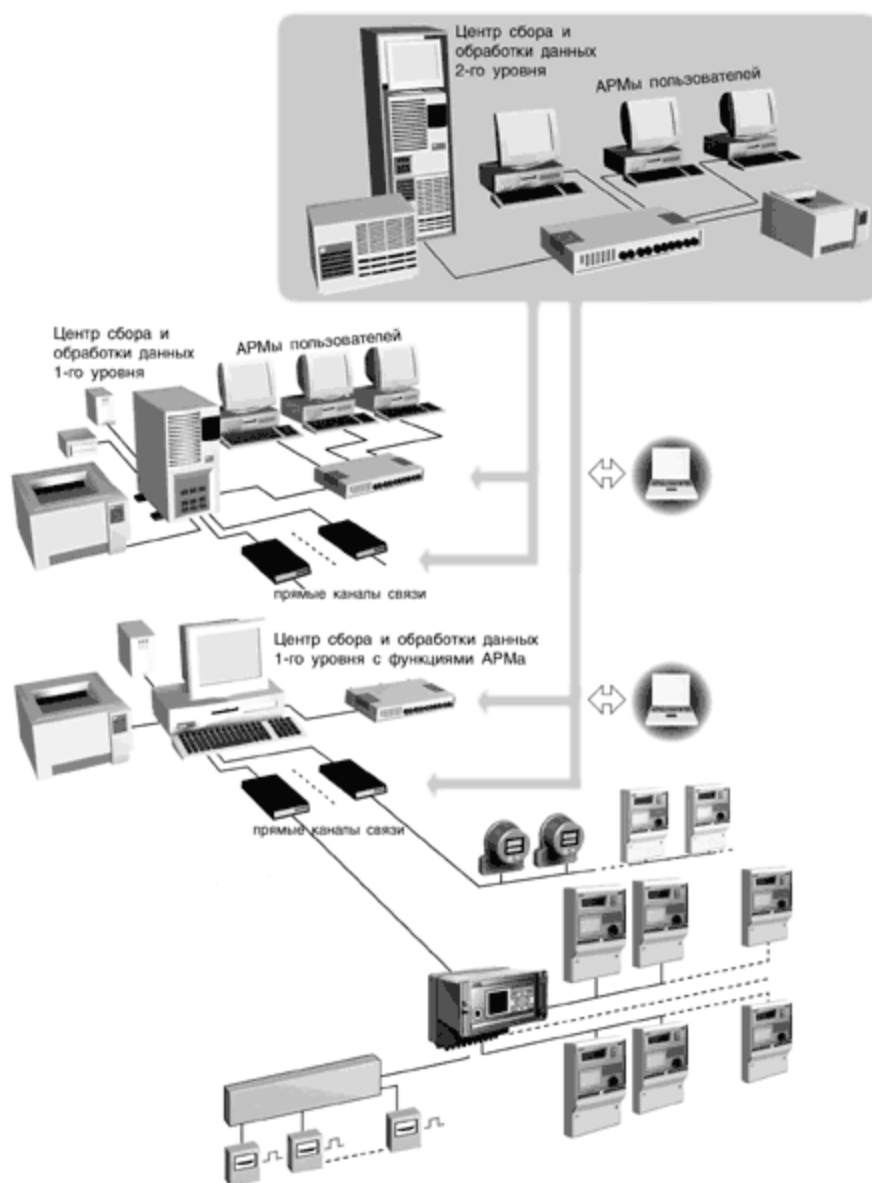 Центр сбора и
обработки данных
2-го уровня
АРМы пользователей
Центр сбора и
обработки данных
1-го уровня
АРМы пользователей
прямые каналы связи
Центр сбора и обработки данных
1-го уровня с функциями АРМа
прямые каналы связи